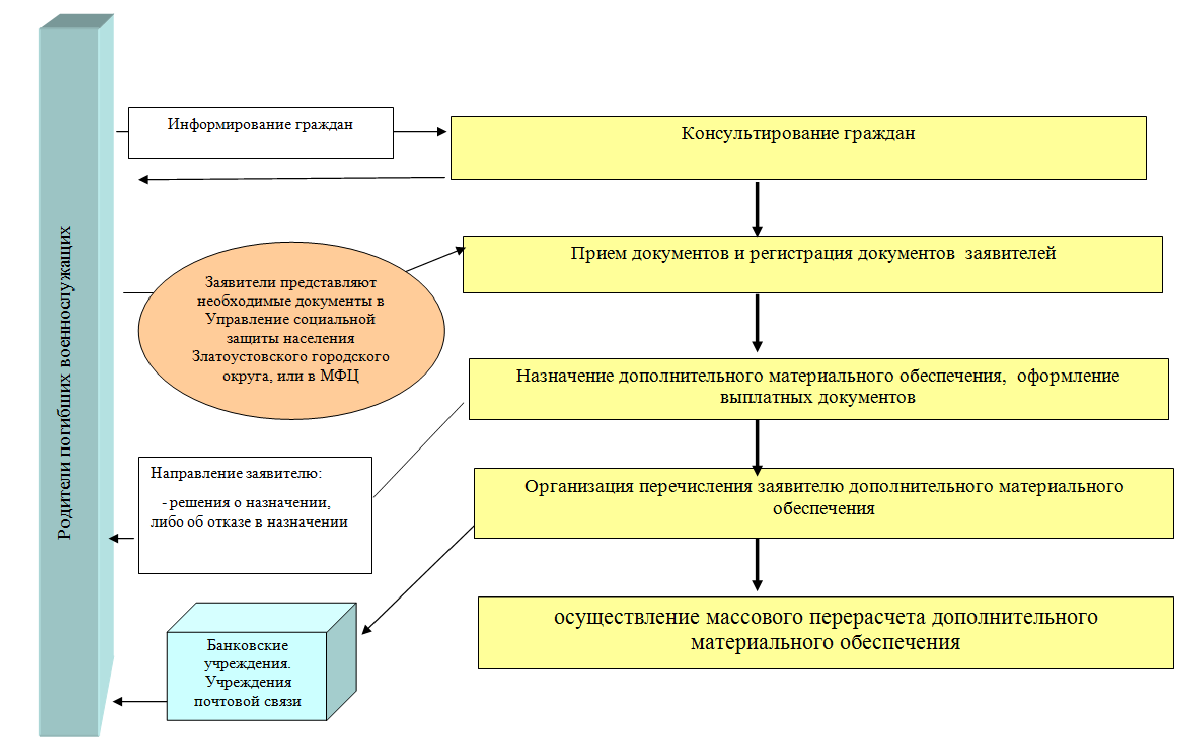 Родители погибших военнослужащих
Информирование граждан
Консультирование граждан
Заявители представляют
необходимые документы в
Управление социальной
защиты населения
Златоустовского городского
округа, или в МФЦ
Прием документов и регистрация документов заявителей
Назначение дополнительного материального обеспечения, оформление
выплатных документов
Направление заявителю:
- решения о назначении,
либо об отказе в назначении
Организация перечисления заявителю дополнительного материального
обеспечения
Банковские
учреждения.
Учреждения
почтовой связи
осуществление массового перерасчета дополнительного
материального обеспечения